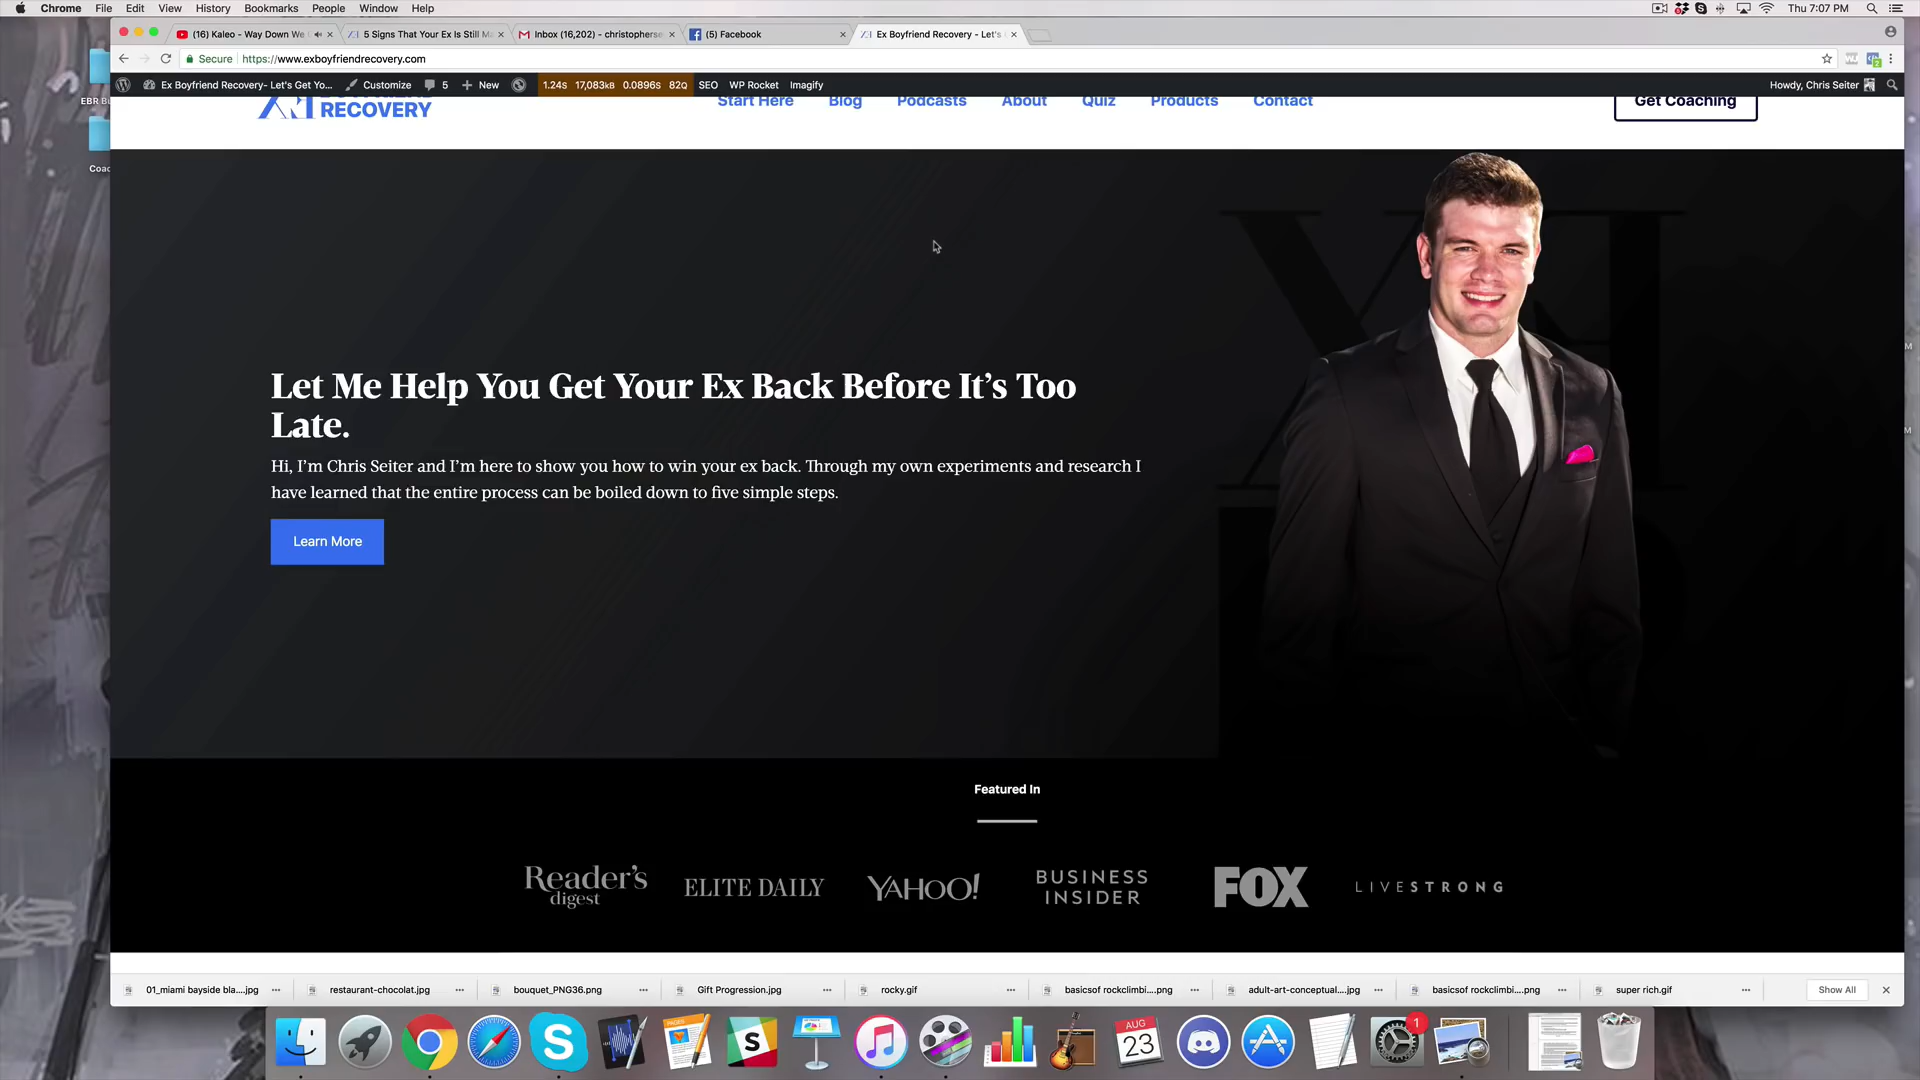 Chrome File Edit View History Bookmarks People Window Help
Thu 7:07 PM
(16) Kaleo - Way Down We
5 Signs That Your Ex Is Still M
Inbox (16,202) - christopherse
(5) Facebook
Ex Boyfriend Recovery - Let's
Secure https://www.exboyfriendrecovery.com
Ex Boyfriend Recovery- Let's Get Yo... Customize 5 New 1.24s 17,083kB 0.0896s 82Q SEO WP Rocket Imagify
Howdy, Chris Seiter
EBR B
Coac
RECOVERY
Start Here Blog Podcasts About Quiz Products Contact
Get Coaching
Let Me Help You Get Your Ex Back Before It's Too
Late.
Hi, I'm Chris Seiter and I'm here to show you how to win your ex back. Through my own experiments and research I
have learned that the entire process can be boiled down to five simple steps.
Learn More
Featured In
Reader's digest
ELITE DAILY
YAHOO!
BUSINESS INSIDER
FOX
LIVESTRONG
01_miami bayside bla....jpg
restaurant-chocolat.jpg
bouquet_PNG36.png
Gift Progression.jpg
rocky.gif
basicsof rockclimbi....png
adult-art-conceptual....jpg
basicsof rockclimbi....png
super rich.gif
Show All
PAGES
AUG
23
1